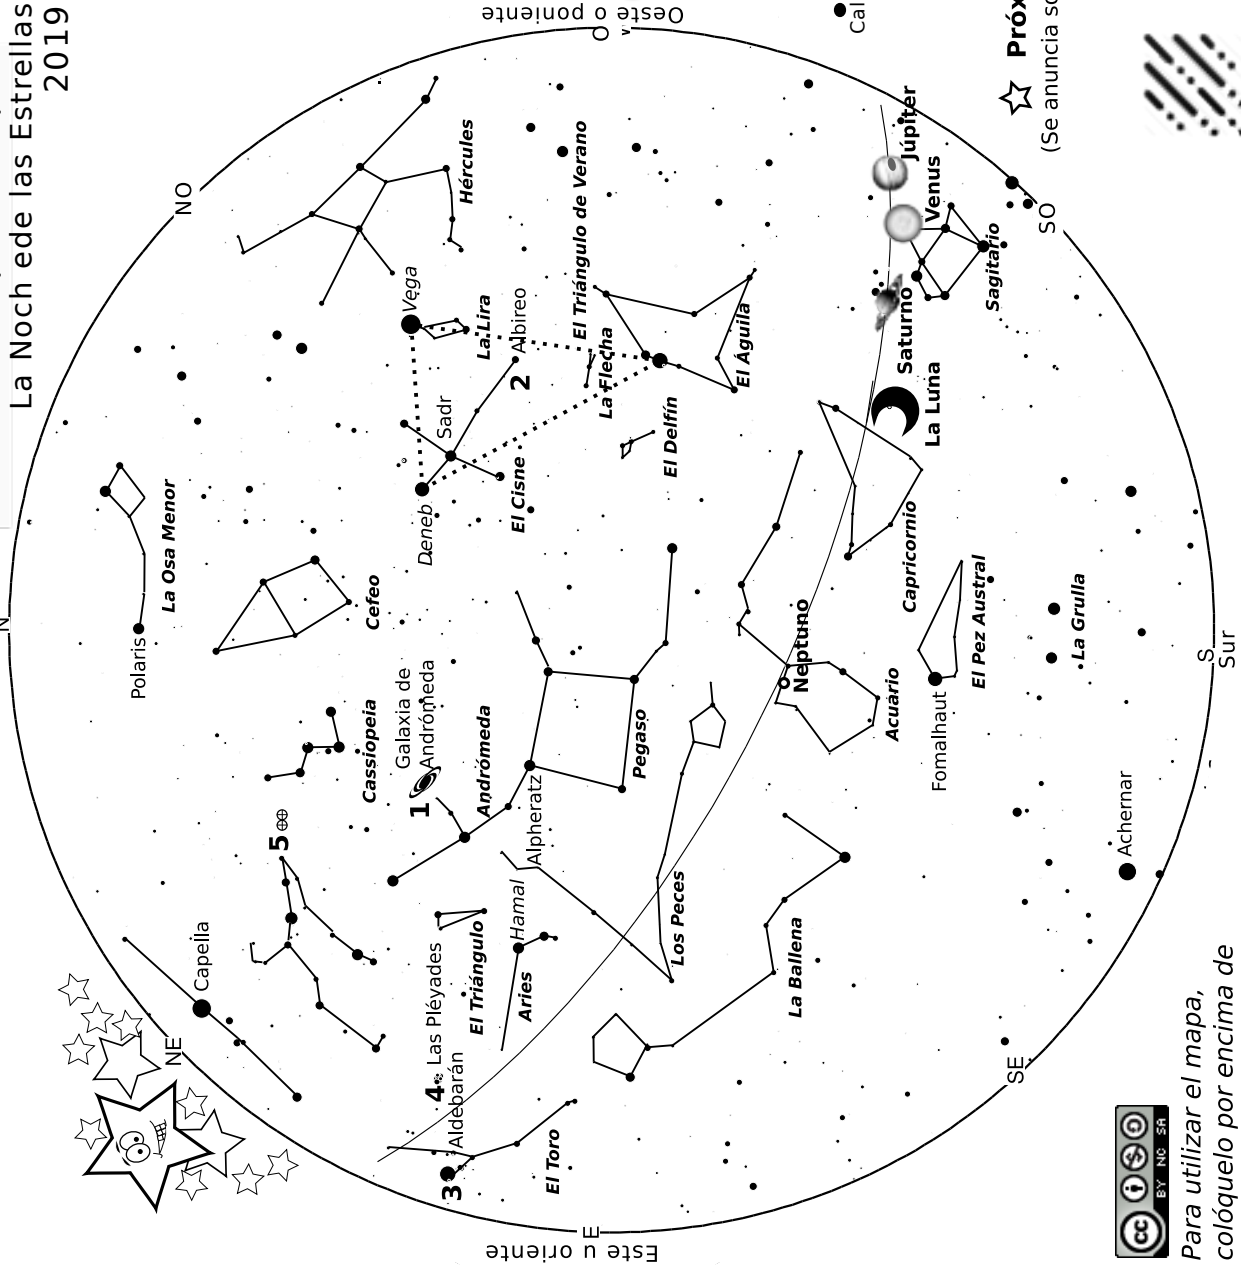 La Noch ede las Estrellas
2019
Oeste o poniente
O
NO
N
NE
E
Este u oriente
SE
S
Sur
SO
Cal
Próx
(Se anuncia so
Hércules
Vega
La Lira
Albireo
2
El Triángulo de Verano
La Flecha
El Águila
Sadr
El Cisne
Deneb
El Delfín
Júpiter
Venus
Sagitario
Saturno
La Luna
Capricornio
La Osa Menor
Polaris
Cefeo
Cassiopeia
Galaxia de
Andrómeda
1
Andrómeda
Alpheratz
Pegaso
Neptuno
Acuario
El Pez Austral
Fomalhaut
La Grulla
Achernar
5
Capella
Hamal
El Triángulo
Aries
Los Peces
La Ballena
4
Las Pléyades
Aldebarán
3
El Toro
cc
BY NC SA
Para utilizar el mapa,
colóquelo por encima de